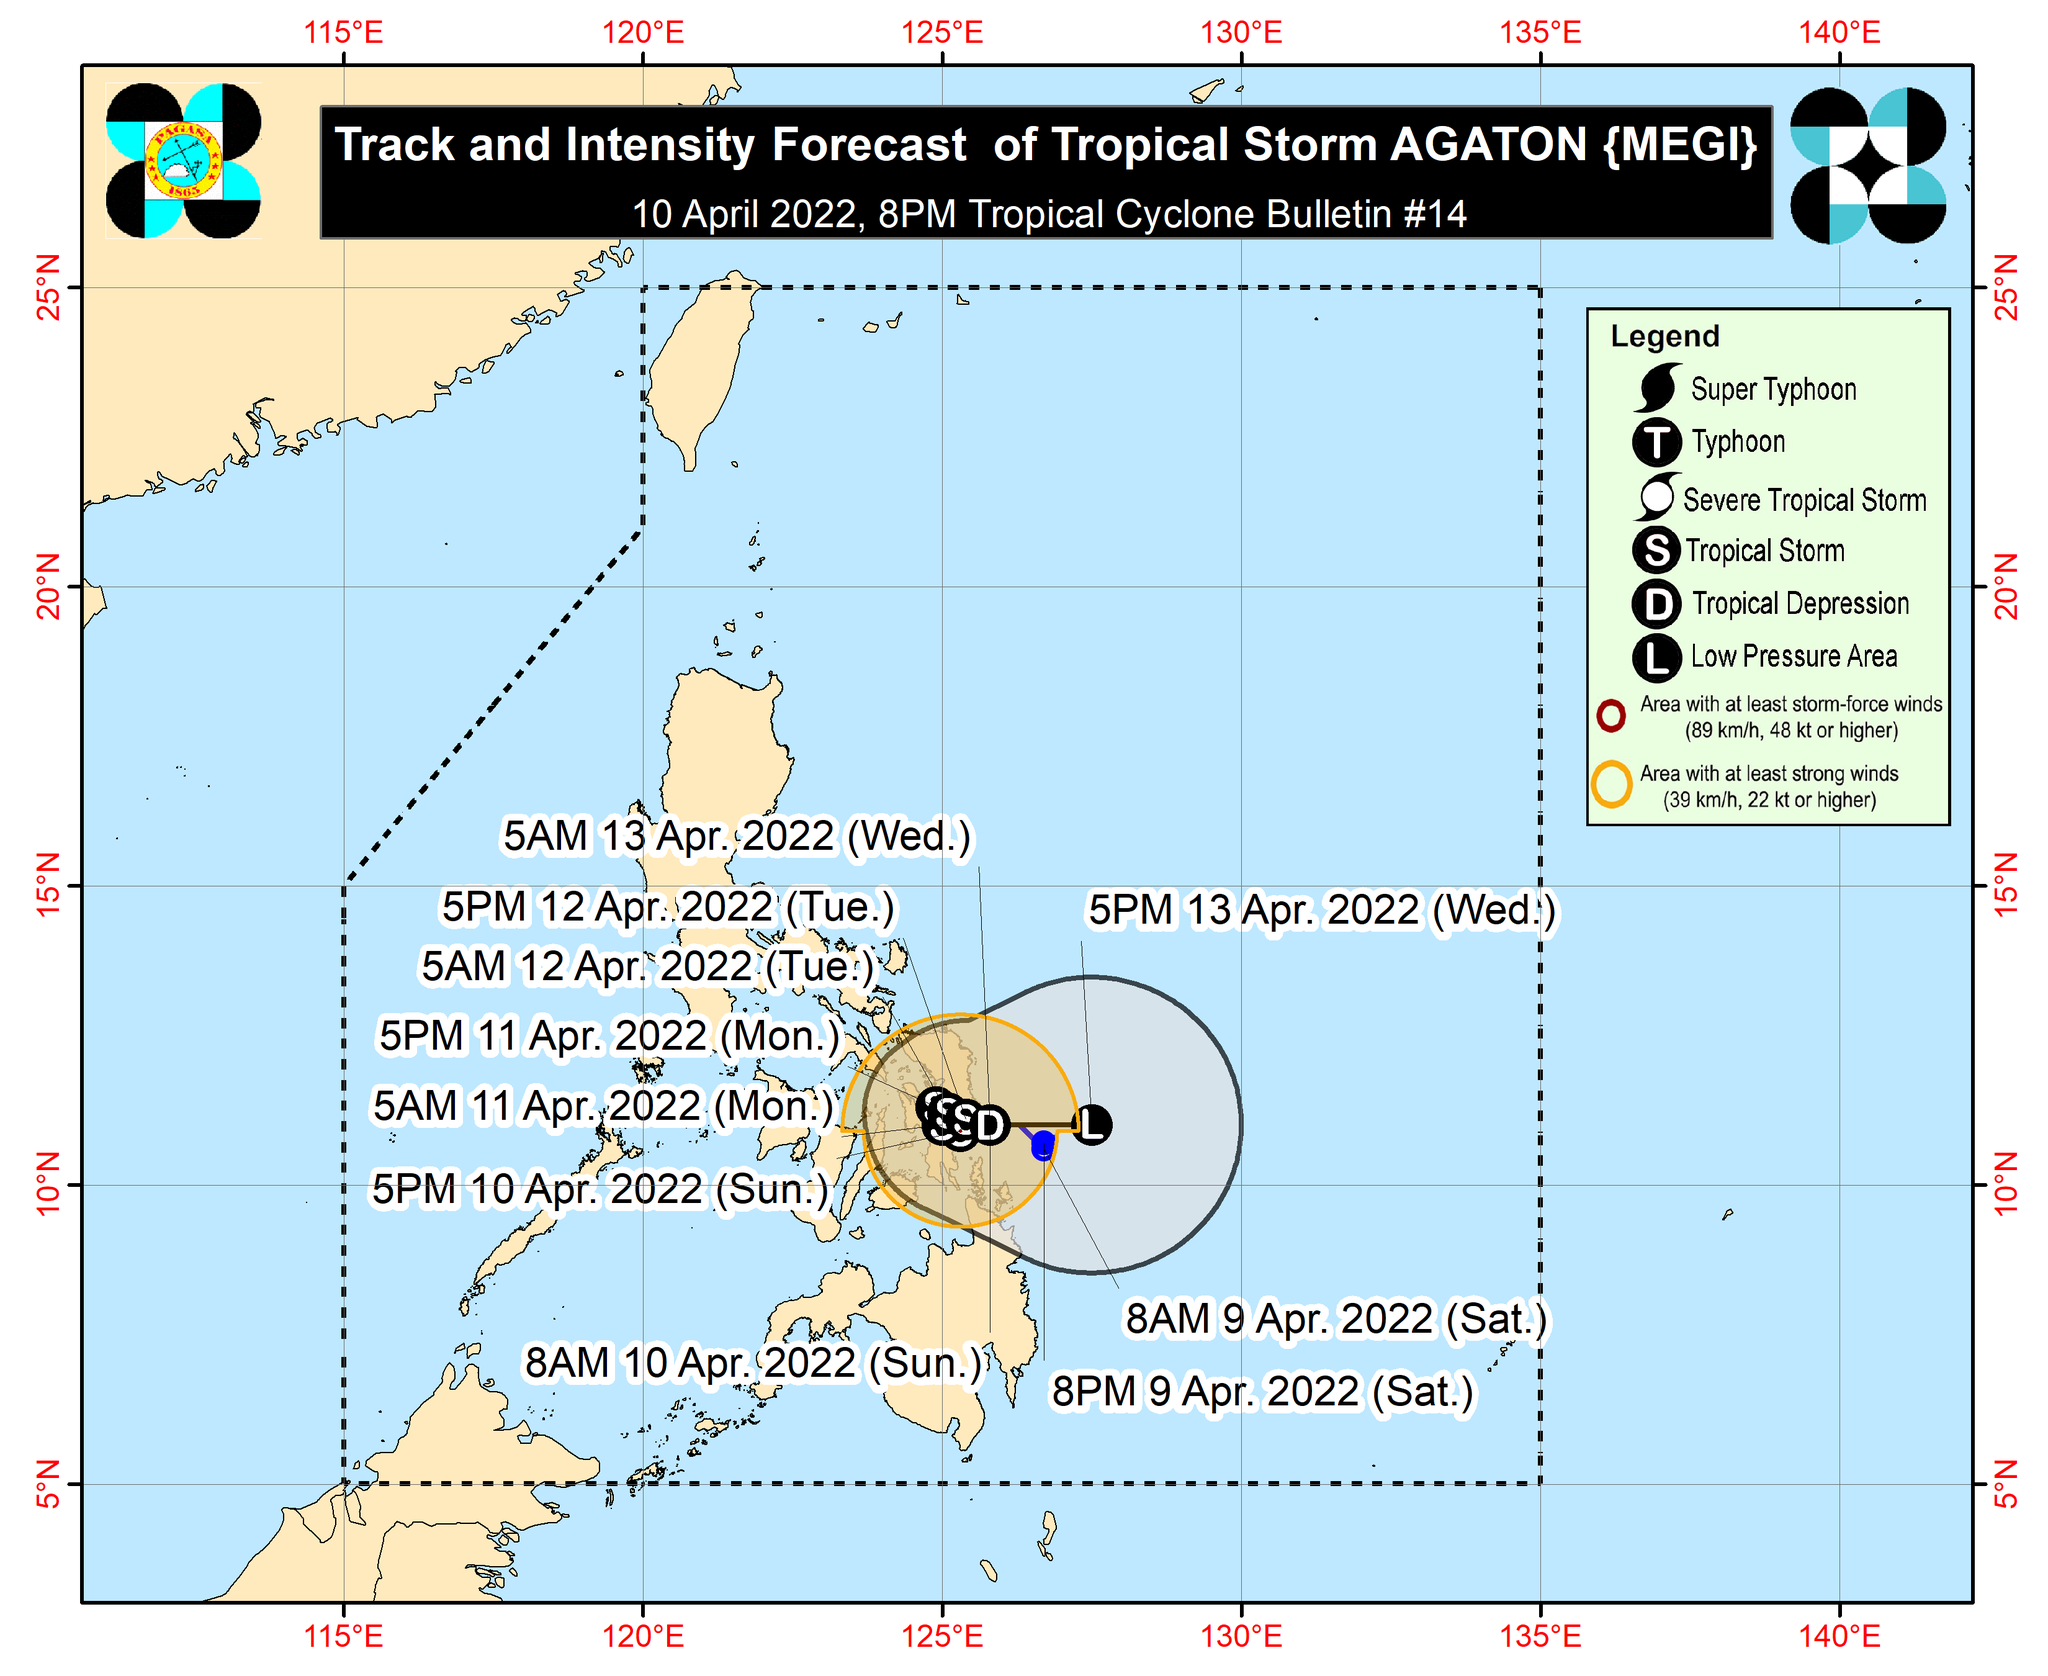 115°E 120°E 125°E 130°E 135°E 140°E
Track and Intensity Forecast of Tropical Storm AGATON {MEGI}
10 April 2022, 8PM Tropical Cyclone Bulletin #14
PAGASA
1865
25°N 25°N
Legend
Super Typhoon
T Typhoon
Severe Tropical Storm
S Tropical Storm
D Tropical Depression
L Low Pressure Area
Area with at least storm-force winds
(89 km/h, 48 kt or higher)
Area with at least strong winds
(39 km/h, 22 kt or higher)
20°N 20°N
5AM 13 Apr. 2022 (Wed.)
15°N 15°N
5PM 12 Apr. 2022 (Tue.)
5PM 13 Apr. 2022 (Wed.)
5AM 12 Apr. 2022 (Tue.)
5PM 11 Apr. 2022 (Mon.)
5AM 11 Apr. 2022 (Mon.)
S S S S S D L
5PM 10 Apr. 2022 (Sun.)
10°N 10°N
8AM 9 Apr. 2022 (Sat.)
8AM 10 Apr. 2022 (Sun.)
8PM 9 Apr. 2022 (Sat.)
5°N 5°N
115°E 120°E 125°E 130°E 135°E 140°E